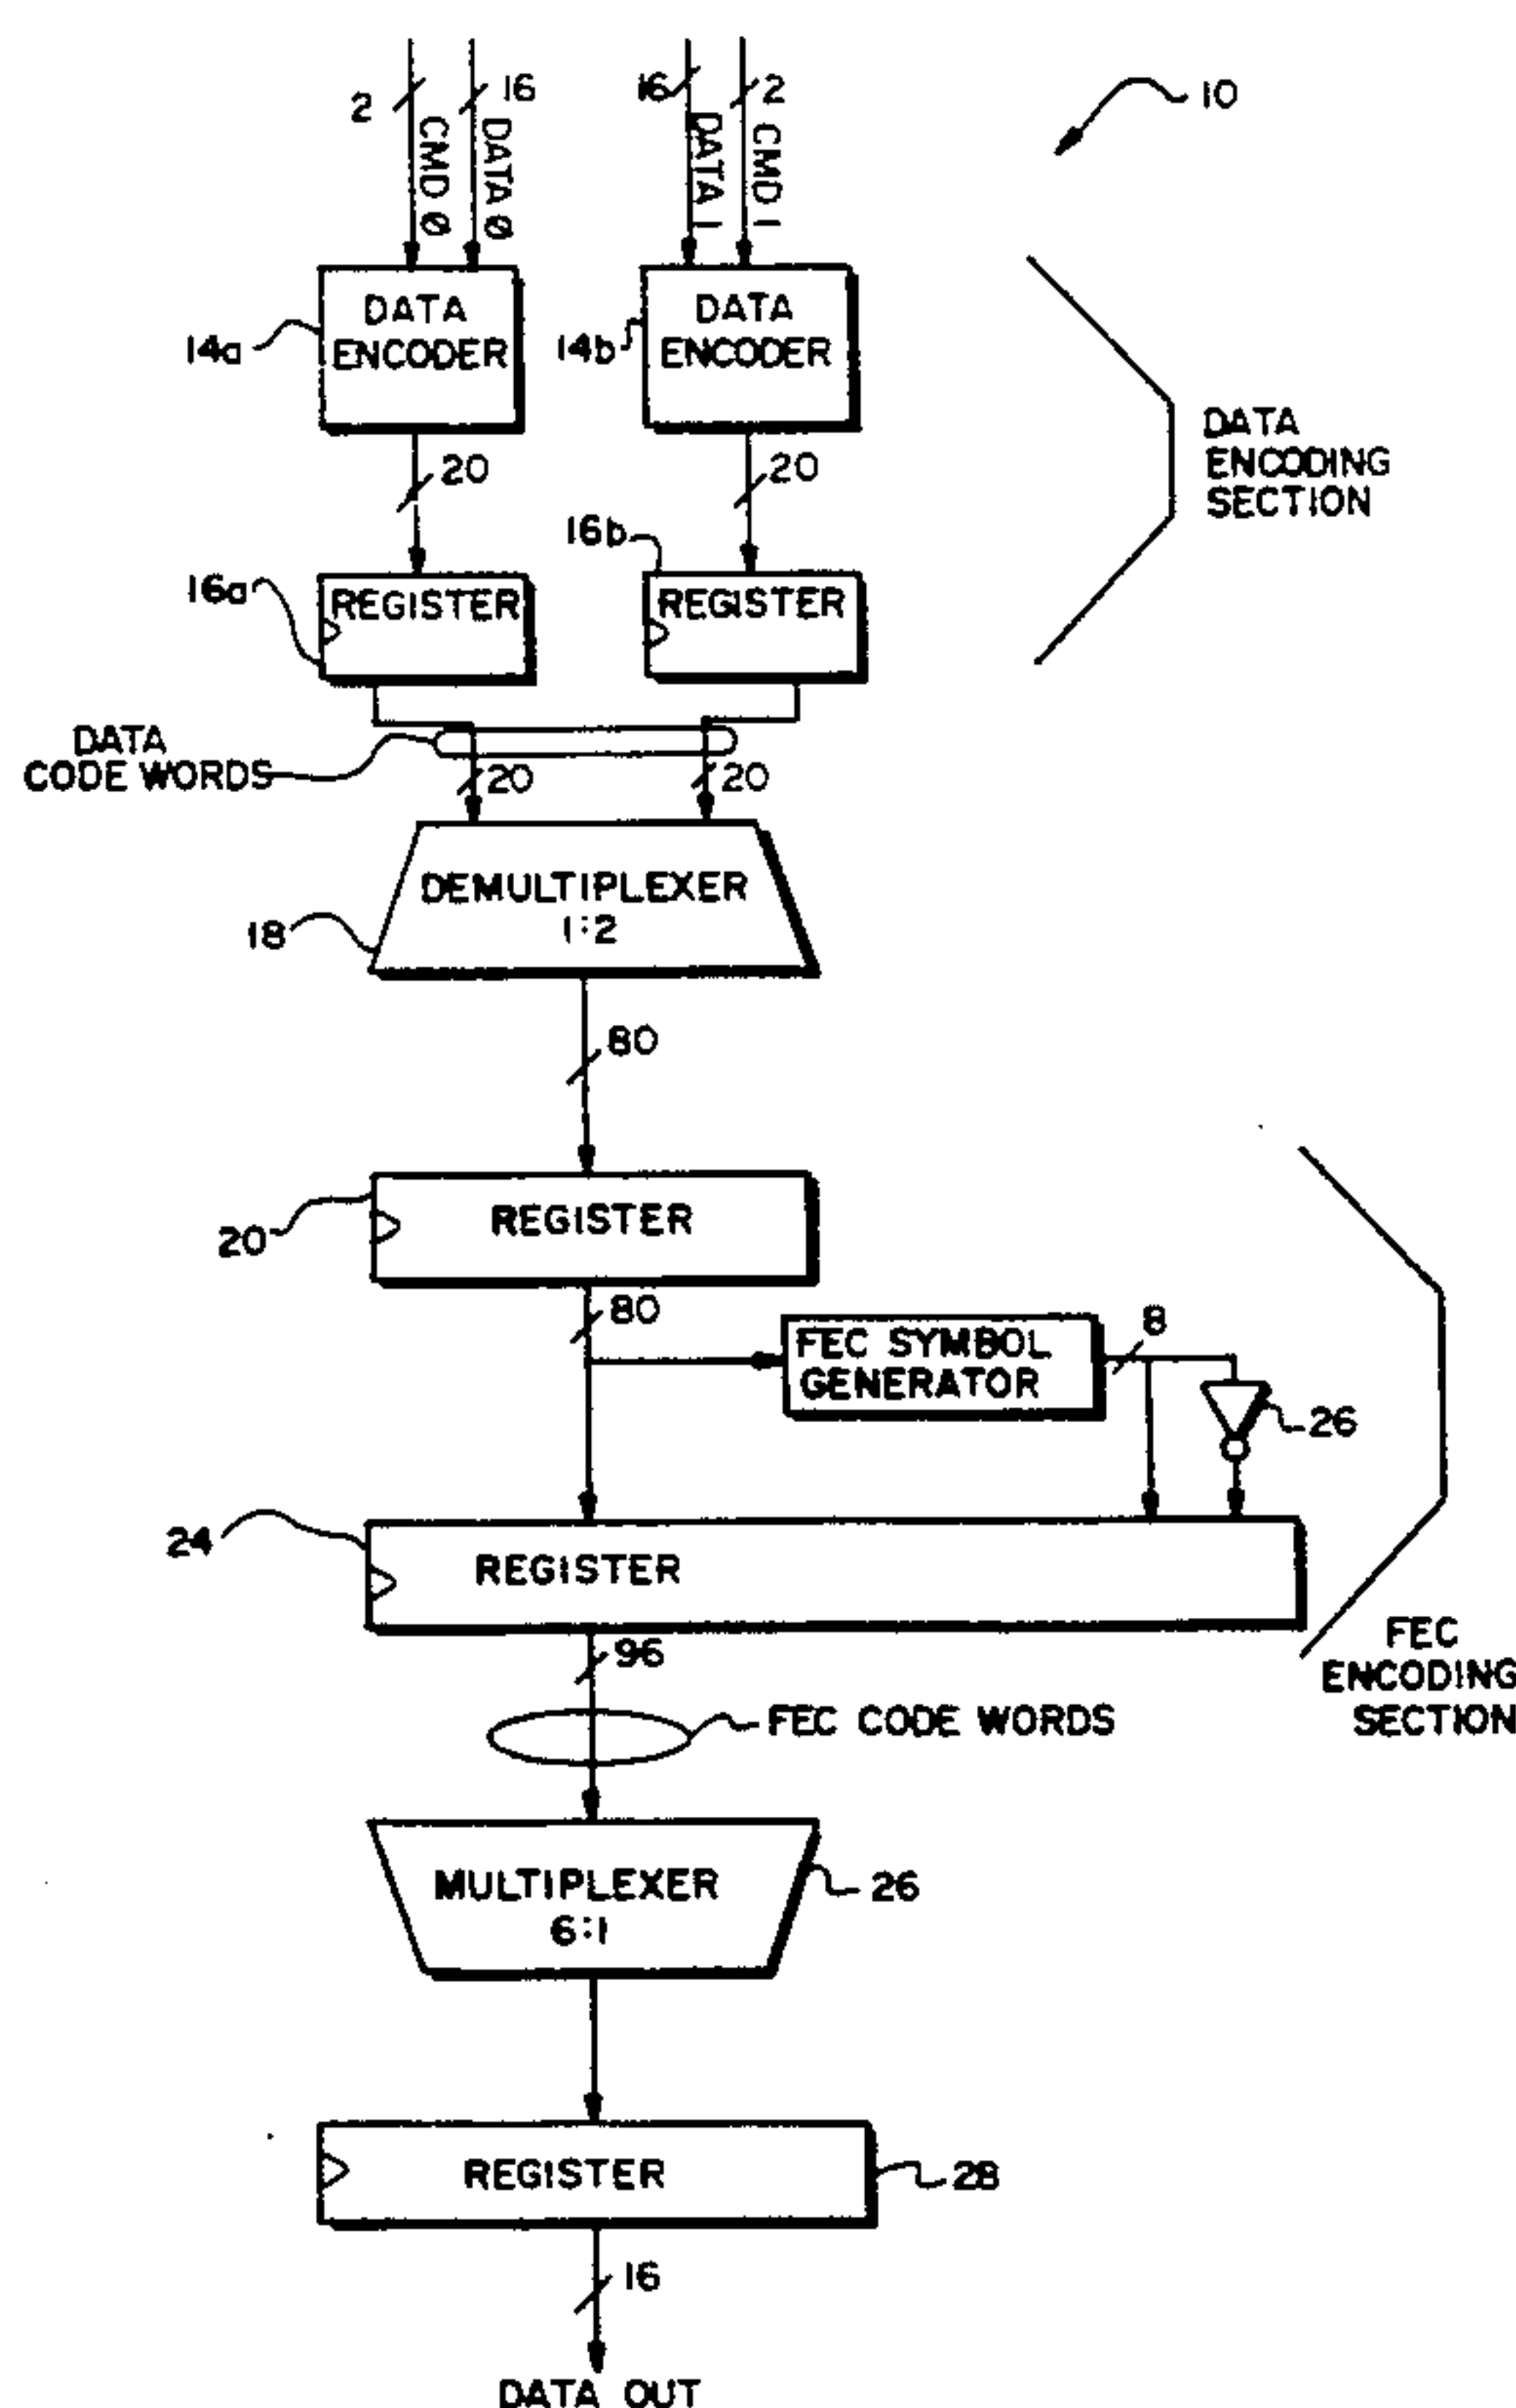 2
16
16
2
10
CMD 0
DATA 0
DATA 1
CMD 1
DATA
ENCODER
14a
DATA
ENCODER
14b
DATA
ENCODING
SECTION
20
20
16b
16a
REGISTER
REGISTER
DATA
CODE WORDS
20
20
DEMULTIPLEXER
1:2
18
80
REGISTER
20
80
FEC SYMBOL
GENERATOR
8
26
24
REGISTER
FEC
ENCODING
SECTION
96
FEC CODE WORDS
MULTIPLEXER
6:1
26
REGISTER
28
16
DATA OUT